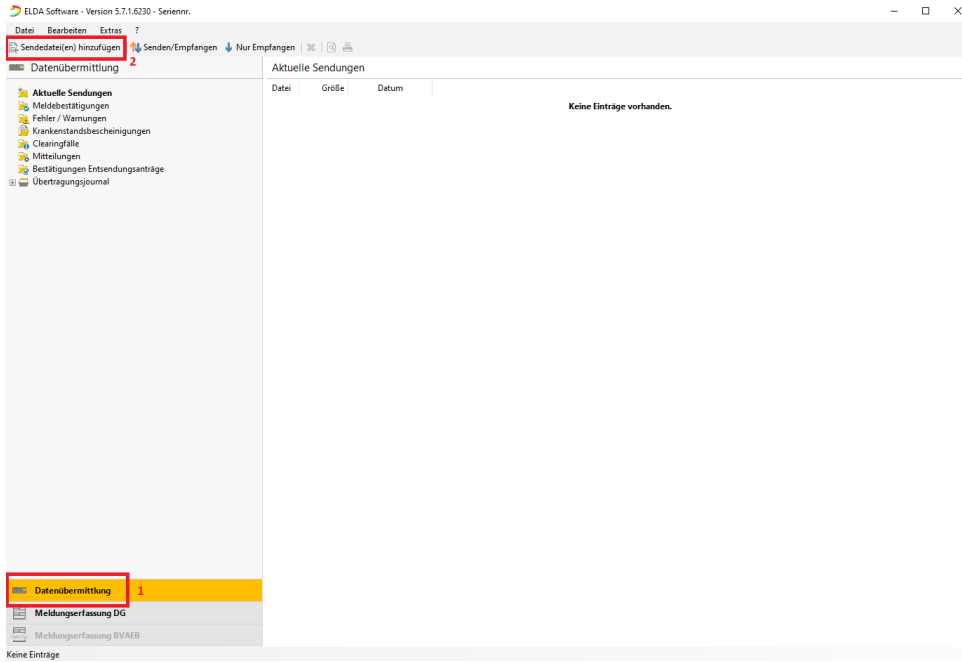 ELDA Software - Version 5.7.1.6230 - Seriennr.
Datei Bearbeiten Extras ?
Sendedatei(en) hinzufügen Senden/Empfangen Nur Empfangen
2
Datenübermittlung
Aktuelle Sendungen
Aktuelle Sendungen
Meldebestätigungen
Fehler / Warnungen
Krankenstandsbescheinigungen
Clearingfälle
Mitteilungen
Bestätigungen Entsendungsanträge
Übertragungsjournal
Datei Größe Datum
Keine Einträge vorhanden.
Datenübermittlung 1
Meldungserfassung DG
Meldungserfassung BVAEB
Keine Einträge